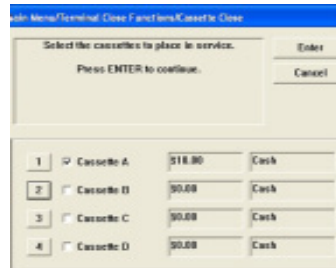 ain Menu/Terminal Close Functions/Cassette Close
Select the cassettes to place in service.
Press ENTER to continue.
Enter
Cancel
1 Cassette A $10.00 Cash
2 Cassette B $0.00 Cash
3 Cassette C $0.00 Cash
4 Cassette D $0.00 Cash